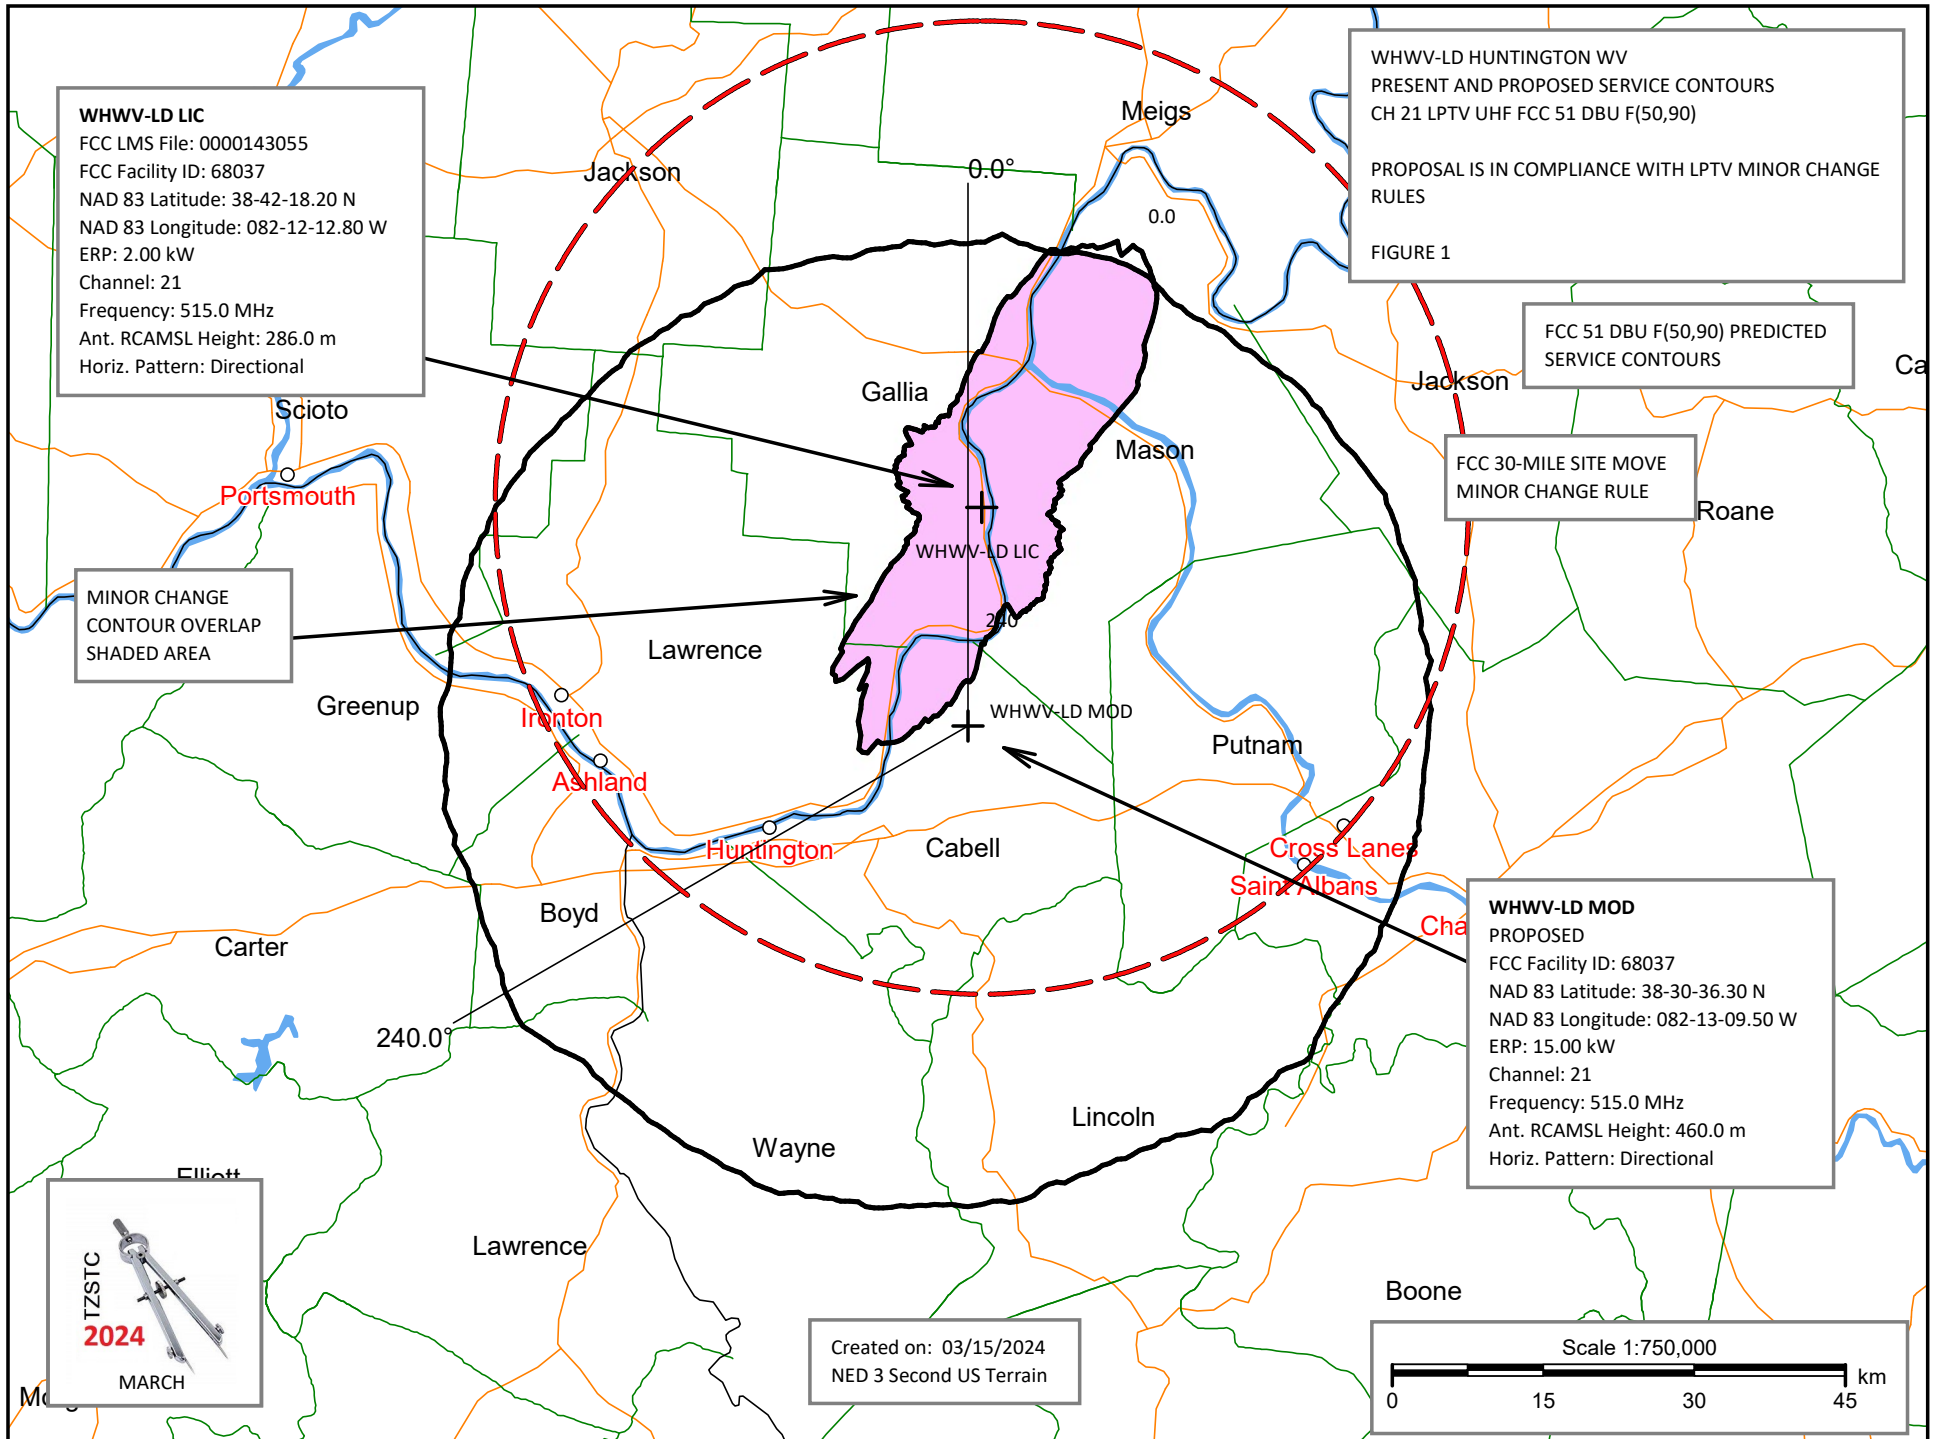 WHWV-LD LIC
FCC LMS File: 0000143055
FCC Facility ID: 68037
NAD 83 Latitude: 38-42-18.20 N
NAD 83 Longitude: 082-12-12.80 W
ERP: 2.00 kW
Channel: 21
Frequency: 515.0 MHz
Ant. RCAMSL Height: 286.0 m
Horiz. Pattern: Directional
WHWV-LD HUNTINGTON WV
PRESENT AND PROPOSED SERVICE CONTOURS
CH 21 LPTV UHF FCC 51 DBU F(50,90)
PROPOSAL IS IN COMPLIANCE WITH LPTV MINOR CHANGE
RULES
FIGURE 1
Meigs
Jackson
0.0°
0.0
FCC 51 DBU F(50,90) PREDICTED
SERVICE CONTOURS
Ca
Jackson
Gallia
Scioto
Mason
FCC 30-MILE SITE MOVE
MINOR CHANGE RULE
Portsmouth
Roane
WHWV-LD LIC
MINOR CHANGE
CONTOUR OVERLAP
SHADED AREA
240
Lawrence
Greenup
Ironton
WHWV-LD MOD
Putnam
Ashland
Huntington
Cabell
Cross Lanes
Saint Albans
Boyd
Cha
Carter
240.0°
WHWV-LD MOD
PROPOSED
FCC Facility ID: 68037
NAD 83 Latitude: 38-30-36.30 N
NAD 83 Longitude: 082-13-09.50 W
ERP: 15.00 kW
Channel: 21
Frequency: 515.0 MHz
Ant. RCAMSL Height: 460.0 m
Horiz. Pattern: Directional
Lincoln
Wayne
Elliott
Lawrence
Boone
TZSTC
2024
MARCH
Created on: 03/15/2024
NED 3 Second US Terrain
Scale 1:750,000
km
0 15 30 45